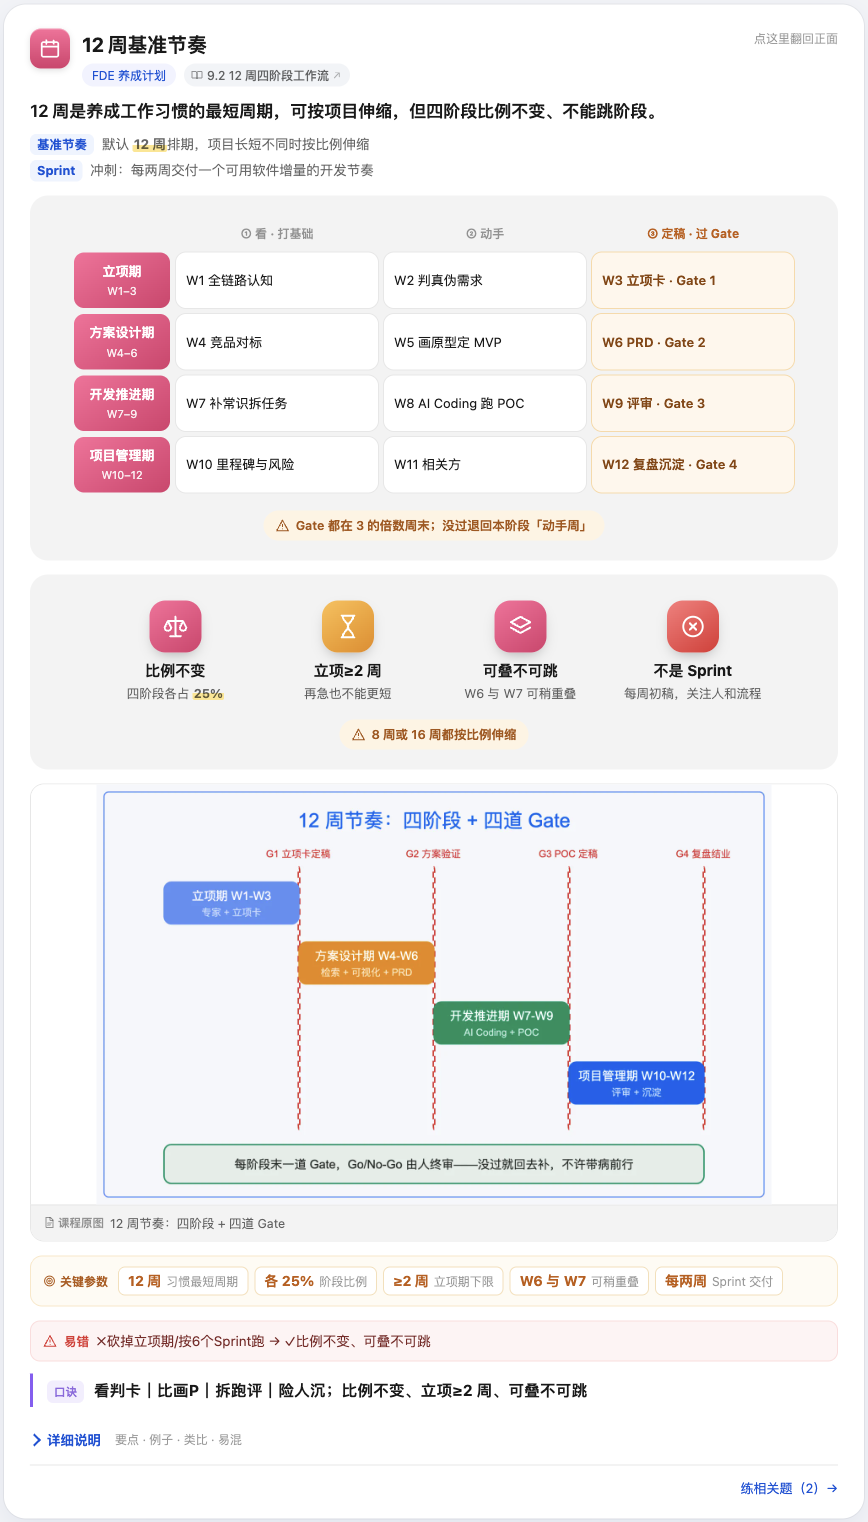 12 周基准节奏
点这里翻回正面
FDE 养成计划
9.2 12 周四阶段工作流 ↗
12 周是养成工作习惯的最短周期，可按项目伸缩，但四阶段比例不变、不能跳阶段。
基准节奏 默认 12 周排期，项目长短不同时按比例伸缩
Sprint 冲刺：每两周交付一个可用软件增量的开发节奏
① 看 · 打基础 ② 动手 ③ 定稿 · 过 Gate
立项期
W1–3
W1 全链路认知
W2 判真伪需求
W3 立项卡 · Gate 1
方案设计期
W4–6
W4 竞品对标
W5 画原型定 MVP
W6 PRD · Gate 2
开发推进期
W7–9
W7 补常识拆任务
W8 AI Coding 跑 POC
W9 评审 · Gate 3
项目管理期
W10–12
W10 里程碑与风险
W11 相关方
W12 复盘沉淀 · Gate 4
Gate 都在 3 的倍数周末；没过退回本阶段「动手周」
比例不变
四阶段各占 25%
立项≥2 周
再急也不能更短
可叠不可跳
W6 与 W7 可稍重叠
不是 Sprint
每周初稿，关注人和流程
8 周或 16 周都按比例伸缩
12 周节奏：四阶段 + 四道 Gate
G1 立项卡定稿 G2 方案验证 G3 POC 定稿 G4 复盘结业
立项期 W1-W3
专家 + 立项卡
方案设计期 W4-W6
检索 + 可视化 + PRD
开发推进期 W7-W9
AI Coding + POC
项目管理期 W10-W12
评审 + 沉淀
每阶段末一道 Gate，Go/No-Go 由人终审——没过就回去补，不许带病前行
课程原图 12 周节奏：四阶段 + 四道 Gate
关键参数 12 周 习惯最短周期 各 25% 阶段比例 ≥2 周 立项期下限 W6 与 W7 可稍重叠 每两周 Sprint 交付
易错 ✕砍掉立项期/按6个Sprint跑 → ✓比例不变、可叠不可跳
口诀 看判卡｜比画P｜拆跑评｜险人沉；比例不变、立项≥2 周、可叠不可跳
详细说明 要点 · 例子 · 类比 · 易混
练相关题（2）→